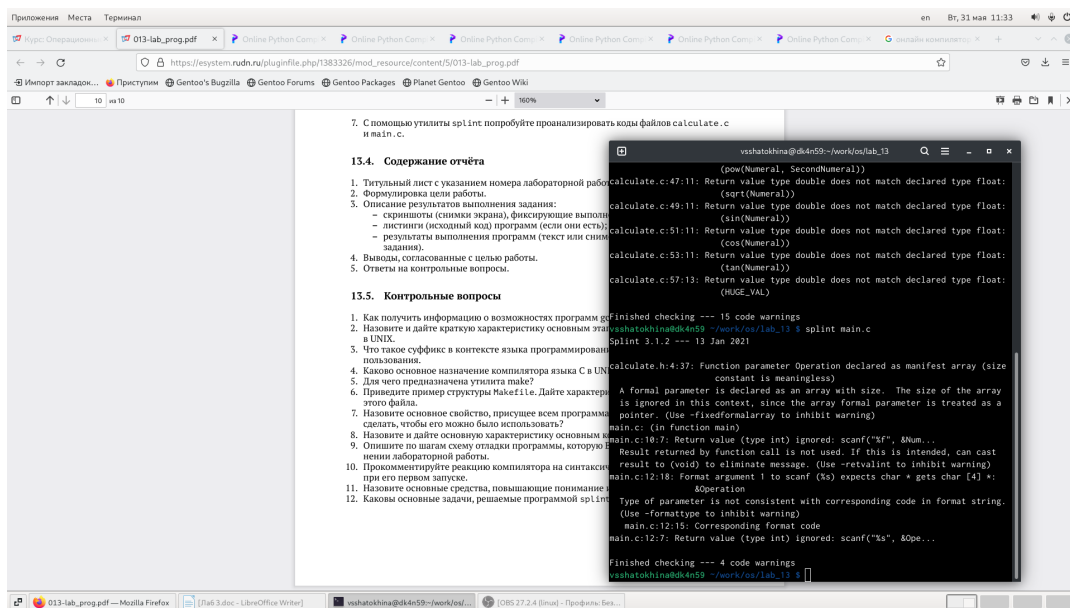 Приложения Места Терминал
en Вт, 31 мая 11:33
Курс: Операционн
013-lab_prog.pdf
Online Python Comp
Online Python Comp
Online Python Comp
Online Python Comp
Online Python Comp
Online Python Comp
онлайн компилятор
https://esystem.rudn.ru/pluginfile.php/1383326/mod_resource/content/5/013-lab_prog.pdf
Импорт закладок... Приступим Gentoo's Bugzilla Gentoo Forums Gentoo Packages Planet Gentoo Gentoo Wiki
10 из 10
160%
7. С помощью утилиты splint попробуйте проанализировать коды файлов calculate.c
и main.c.
13.4. Содержание отчёта
1. Титульный лист с указанием номера лабораторной рабо
2. Формулировка цели работы.
3. Описание результатов выполнения задания:
– скриншоты (снимки экрана), фиксирующие выполн
– листинги (исходный код) программ (если они есть);
– результаты выполнения программ (текст или сним
задания).
4. Выводы, согласованные с целью работы.
5. Ответы на контрольные вопросы.
13.5. Контрольные вопросы
1. Как получить информацию о возможностях программ gc
2. Назовите и дайте краткую характеристику основным эта
в UNIX.
3. Что такое суффикс в контексте языка программирован
пользования.
4. Каково основное назначение компилятора языка С в UN
5. Для чего предназначена утилита make?
6. Приведите пример структуры Makefile. Дайте характери
этого файла.
7. Назовите основное свойство, присущее всем программа
сделать, чтобы его можно было использовать?
8. Назовите и дайте основную характеристику основным к
9. Опишите по шагам схему отладки программы, которую В
нении лабораторной работы.
10. Прокомментируйте реакцию компилятора на синтаксич
при его первом запуске.
11. Назовите основные средства, повышающие понимание
12. Каковы основные задачи, решаемые программой splint
vsshatokhina@dk4n59:~/work/os/lab_13
(pow(Numeral, SecondNumeral))
calculate.c:47:11: Return value type double does not match declared type float:
(sqrt(Numeral))
calculate.c:49:11: Return value type double does not match declared type float:
(sin(Numeral))
calculate.c:51:11: Return value type double does not match declared type float:
(cos(Numeral))
calculate.c:53:11: Return value type double does not match declared type float:
(tan(Numeral))
calculate.c:57:13: Return value type double does not match declared type float:
(HUGE_VAL)
Finished checking --- 15 code warnings
vsshatokhina@dk4n59 ~/work/os/lab_13 $ splint main.c
Splint 3.1.2 --- 13 Jan 2021
calculate.h:4:37: Function parameter Operation declared as manifest array (size
constant is meaningless)
A formal parameter is declared as an array with size. The size of the array
is ignored in this context, since the array formal parameter is treated as a
pointer. (Use -fixedformalarray to inhibit warning)
main.c: (in function main)
main.c:10:7: Return value (type int) ignored: scanf("%f", &Num...
Result returned by function call is not used. If this is intended, can cast
result to (void) to eliminate message. (Use -retvalint to inhibit warning)
main.c:12:18: Format argument 1 to scanf (%s) expects char * gets char [4] *:
&Operation
Type of parameter is not consistent with corresponding code in format string.
(Use -formattype to inhibit warning)
main.c:12:15: Corresponding format code
main.c:12:7: Return value (type int) ignored: scanf("%s", &Ope...
Finished checking --- 4 code warnings
vsshatokhina@dk4n59 ~/work/os/lab_13 $
013-lab_prog.pdf — Mozilla Firefox
[Лаб 3.doc - LibreOffice Writer]
vsshatokhina@dk4n59:~/work/os/...
[OBS 27.2.4 (linux) - Профиль: Без...